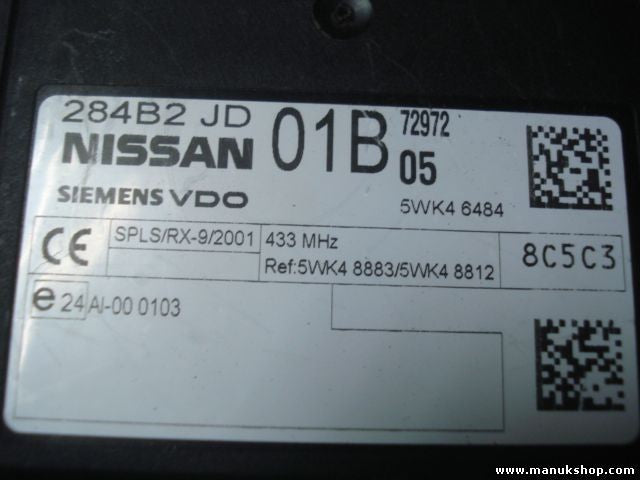 284B2 JD 01B 72972
NISSAN 05
SIEMENS VDO 5WK4 6484
CE SPLS/RX-9/2001 433 MHz 8C5C3
Ref:5WK4 8883/5WK4 8812
e 24 AI-00 0103
www.manukshop.com